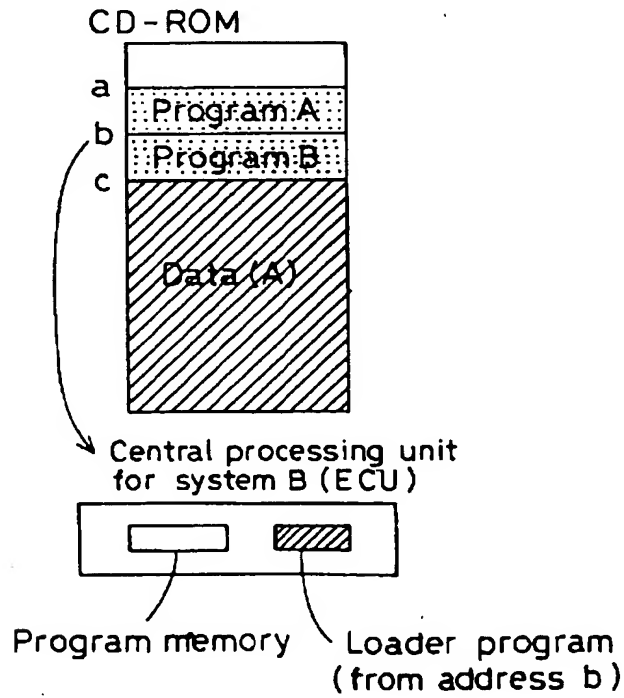 CD-ROM
a
Program A
b
Program B
c
Data (A)
Central processing unit
for system B (ECU)
Program memory
Loader program
(from address b)